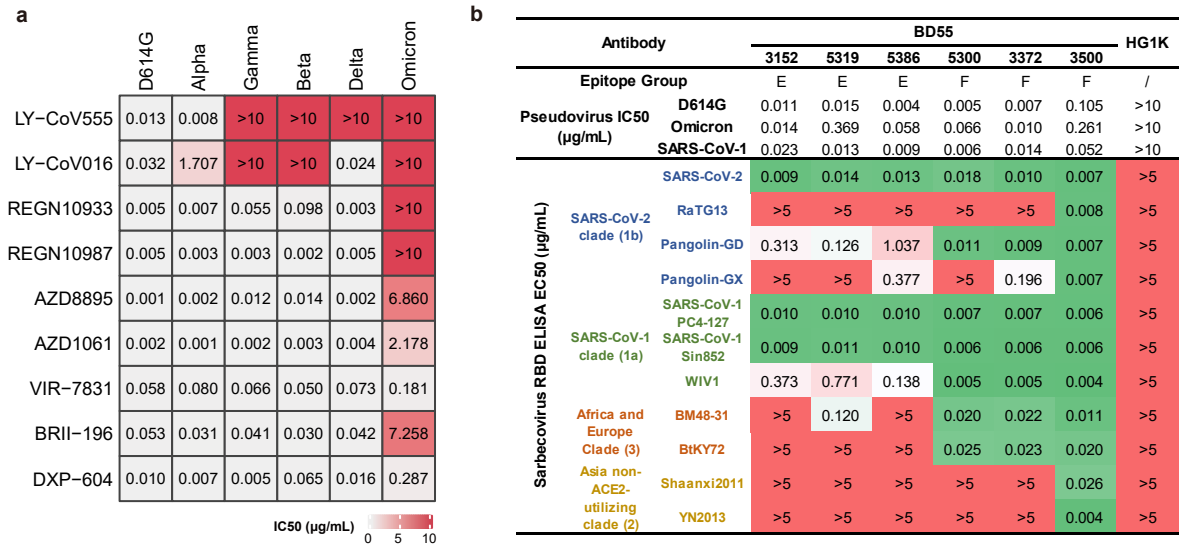 a
D614G Alpha Gamma Beta Delta Omicron
LY−CoV555 0.013 0.008 >10 >10 >10 >10
LY−CoV016 0.032 1.707 >10 >10 0.024 >10
REGN10933 0.005 0.007 0.055 0.098 0.003 >10
REGN10987 0.005 0.003 0.003 0.002 0.005 >10
AZD8895 0.001 0.002 0.012 0.014 0.002 6.860
AZD1061 0.002 0.001 0.002 0.003 0.004 2.178
VIR−7831 0.058 0.080 0.066 0.050 0.073 0.181
BRII−196 0.053 0.031 0.041 0.030 0.042 7.258
DXP−604 0.010 0.007 0.005 0.065 0.016 0.287
IC50 (μg/mL)
0 5 10
b
Antibody BD55 HG1K
3152 5319 5386 5300 3372 3500
Epitope Group E E E F F F /
Pseudovirus IC50
(μg/mL)
D614G 0.011 0.015 0.004 0.005 0.007 0.105 >10
Omicron 0.014 0.369 0.058 0.066 0.010 0.261 >10
SARS-CoV-1 0.023 0.013 0.009 0.006 0.014 0.052 >10
Sarbecovirus RBD ELISA EC50 (μg/mL)
SARS-CoV-2
clade (1b)
SARS-CoV-2 0.009 0.014 0.013 0.018 0.010 0.007 >5
RaTG13 >5 >5 >5 >5 >5 0.008 >5
Pangolin-GD 0.313 0.126 1.037 0.011 0.009 0.007 >5
Pangolin-GX >5 >5 0.377 >5 0.196 0.007 >5
SARS-CoV-1
clade (1a)
SARS-CoV-1
PC4-127 0.010 0.010 0.010 0.007 0.007 0.006 >5
SARS-CoV-1
Sin852 0.009 0.011 0.010 0.006 0.006 0.006 >5
WIV1 0.373 0.771 0.138 0.005 0.005 0.004 >5
Africa and
Europe
Clade (3)
BM48-31 >5 0.120 >5 0.020 0.022 0.011 >5
BtKY72 >5 >5 >5 0.025 0.023 0.020 >5
Asia non-
ACE2-
utilizing
clade (2)
Shaanxi2011 >5 >5 >5 >5 >5 0.026 >5
YN2013 >5 >5 >5 >5 >5 0.004 >5